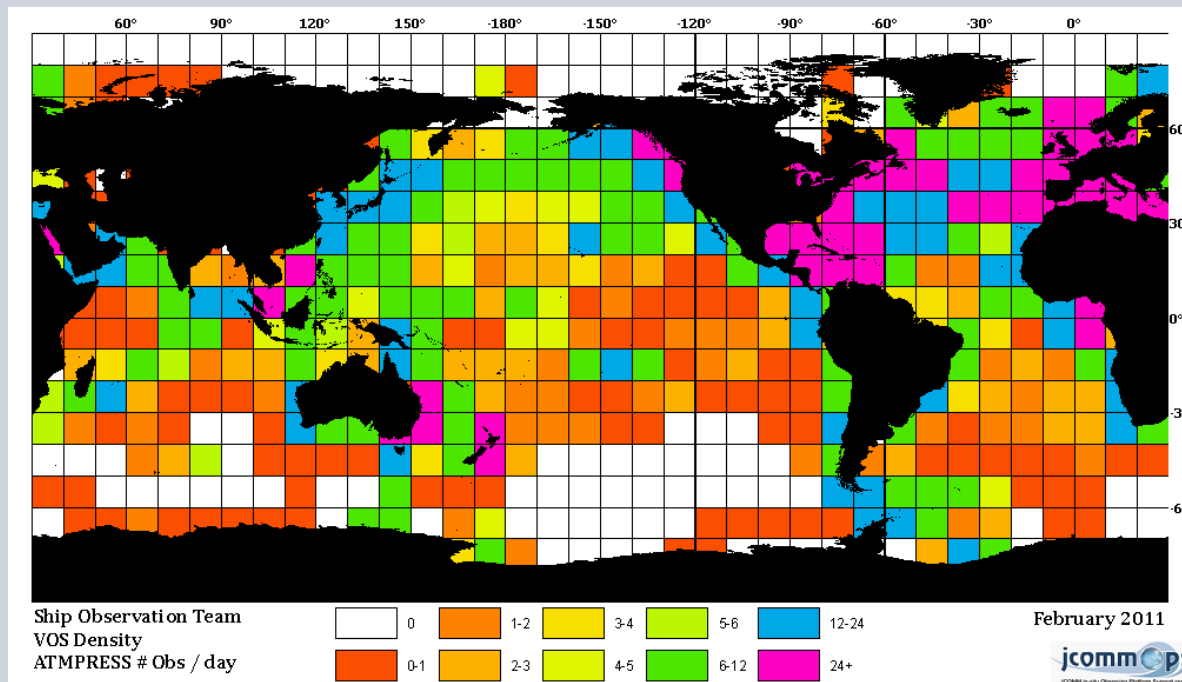 60° 90° 120° 150° -180° -150° -120° -90° -60° -30° 0°
60
30
0°
-3
-6
Ship Observation Team
VOS Density
ATMPRESS # Obs / day
0 1-2 3-4 5-6 12-24
0-1 2-3 4-5 6-12 24+
February 2011
jcommOps